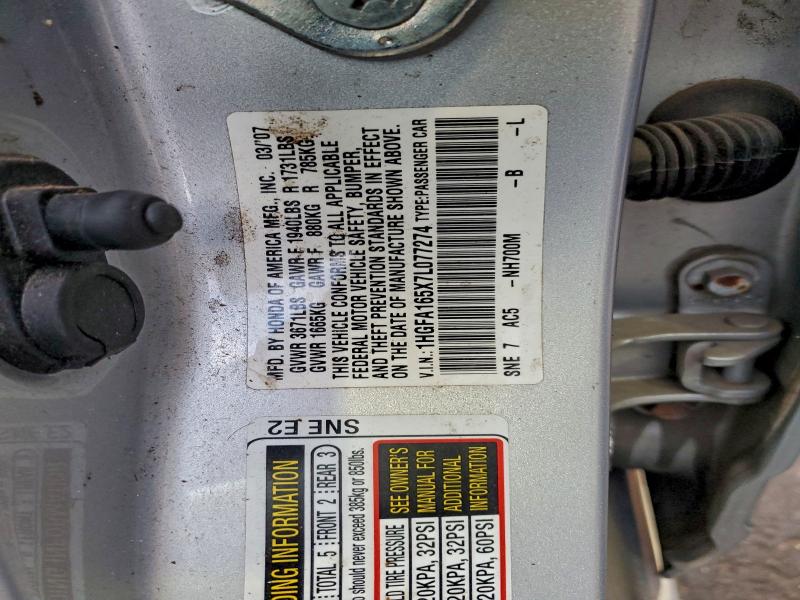 MFD. BY HONDA OF AMERICA MFG., INC. 03/'07
GVWR 3671LBS GAWR F 1940LBS R 1731LBS
GVWR 1665KG GAWR F 880KG R 785KG
THIS VEHICLE CONFORMS TO ALL APPLICABLE
FEDERAL MOTOR VEHICLE SAFETY, BUMPER,
AND THEFT PREVENTION STANDARDS IN EFFECT
ON THE DATE OF MANUFACTURE SHOWN ABOVE.
V.I.N.: 1HGFA165X7L077274 TYPE:PASSENGER CAR
SNE 7 AC5 -NH700M -B -L
SNE E2
DING INFORMATION
TOTAL 5 FRONT 2 REAR 3
should never exceed 385kg or 850lbs.
SEE OWNER'S
MANUAL FOR
ADDITIONAL
INFORMATION
TIRE PRESSURE
20KPA, 32PSI
20KPA, 32PSI
20KPA, 60PSI